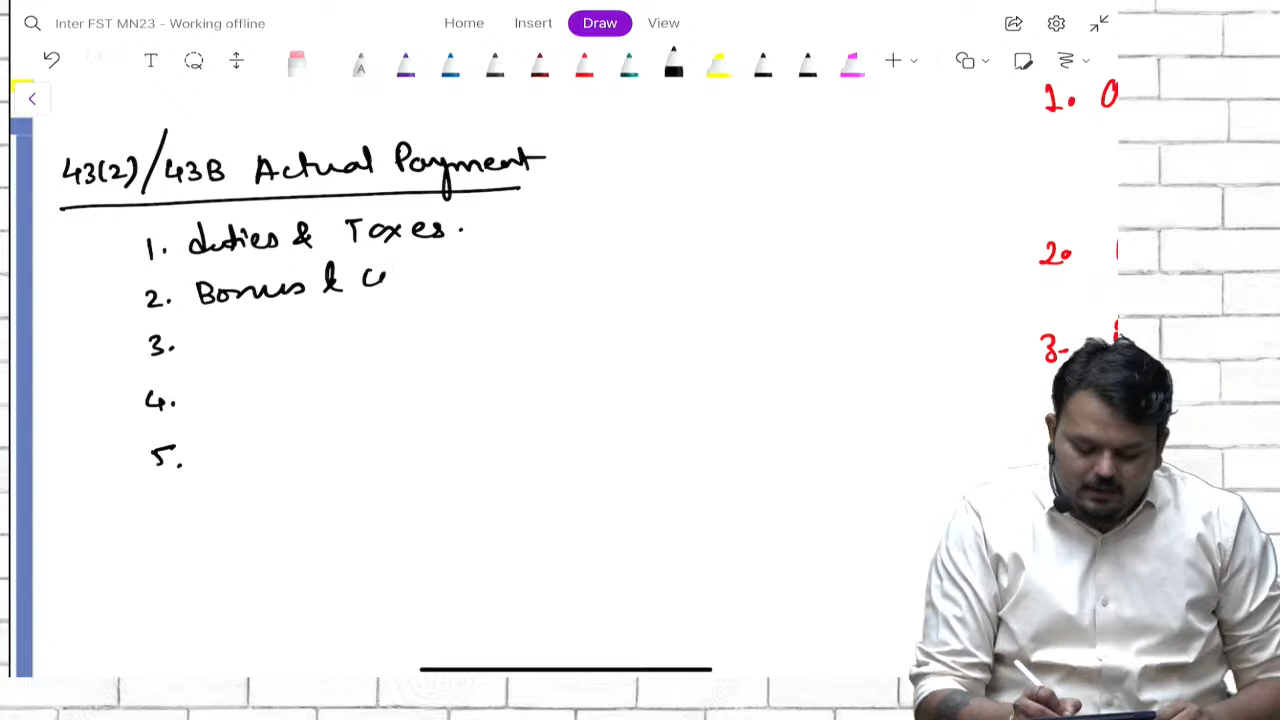 Inter FST MN23 - Working offline
Home Insert Draw View
43(2)/43B Actual Payment
1. Duties & Taxes.
2. Bonus & Co
3.
4.
5.
1.
2.
3.